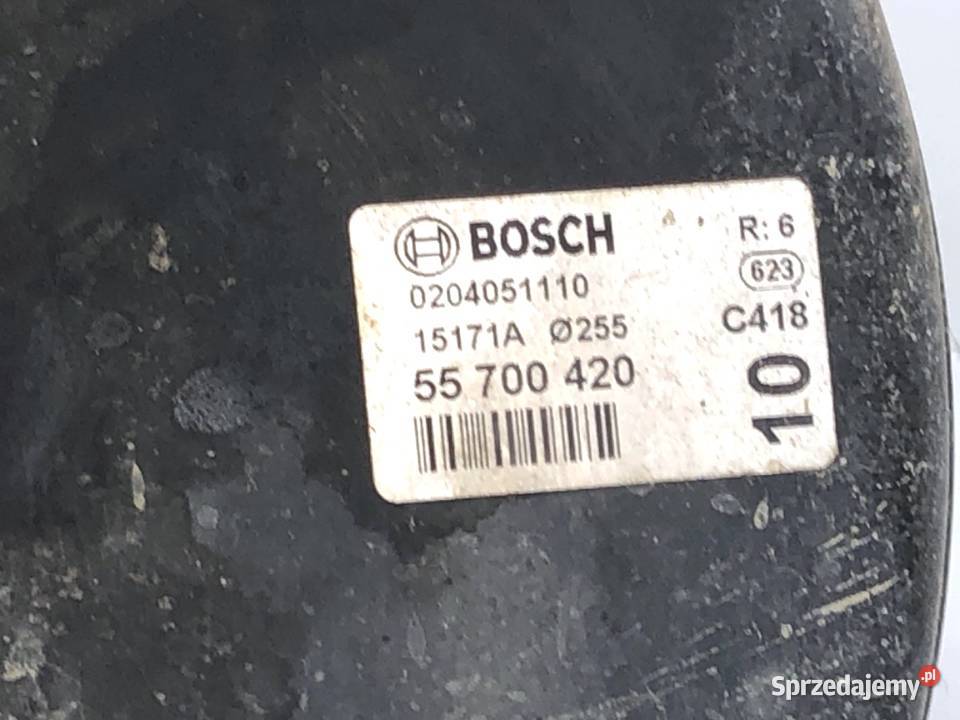 BOSCH
R: 6
0204051110
623
15171A Ø255
C418
55 700 420
10
Sprzedajemy.pl